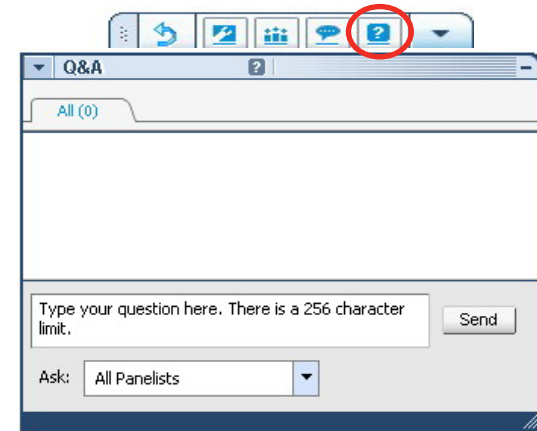 Q&A
All (0)
Type your question here. There is a 256 character
limit.
Send
Ask:
All Panelists